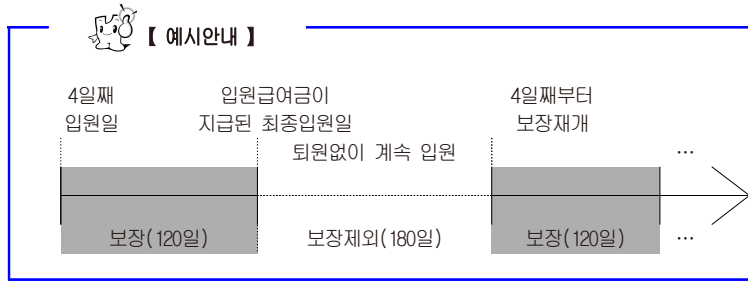 【 예시안내 】
4일째
입원일
입원급여금이
지급된 최종입원일
4일째부터
보장재개
퇴원없이 계속 입원
…
보장(120일)
보장제외(180일)
보장(120일)
…